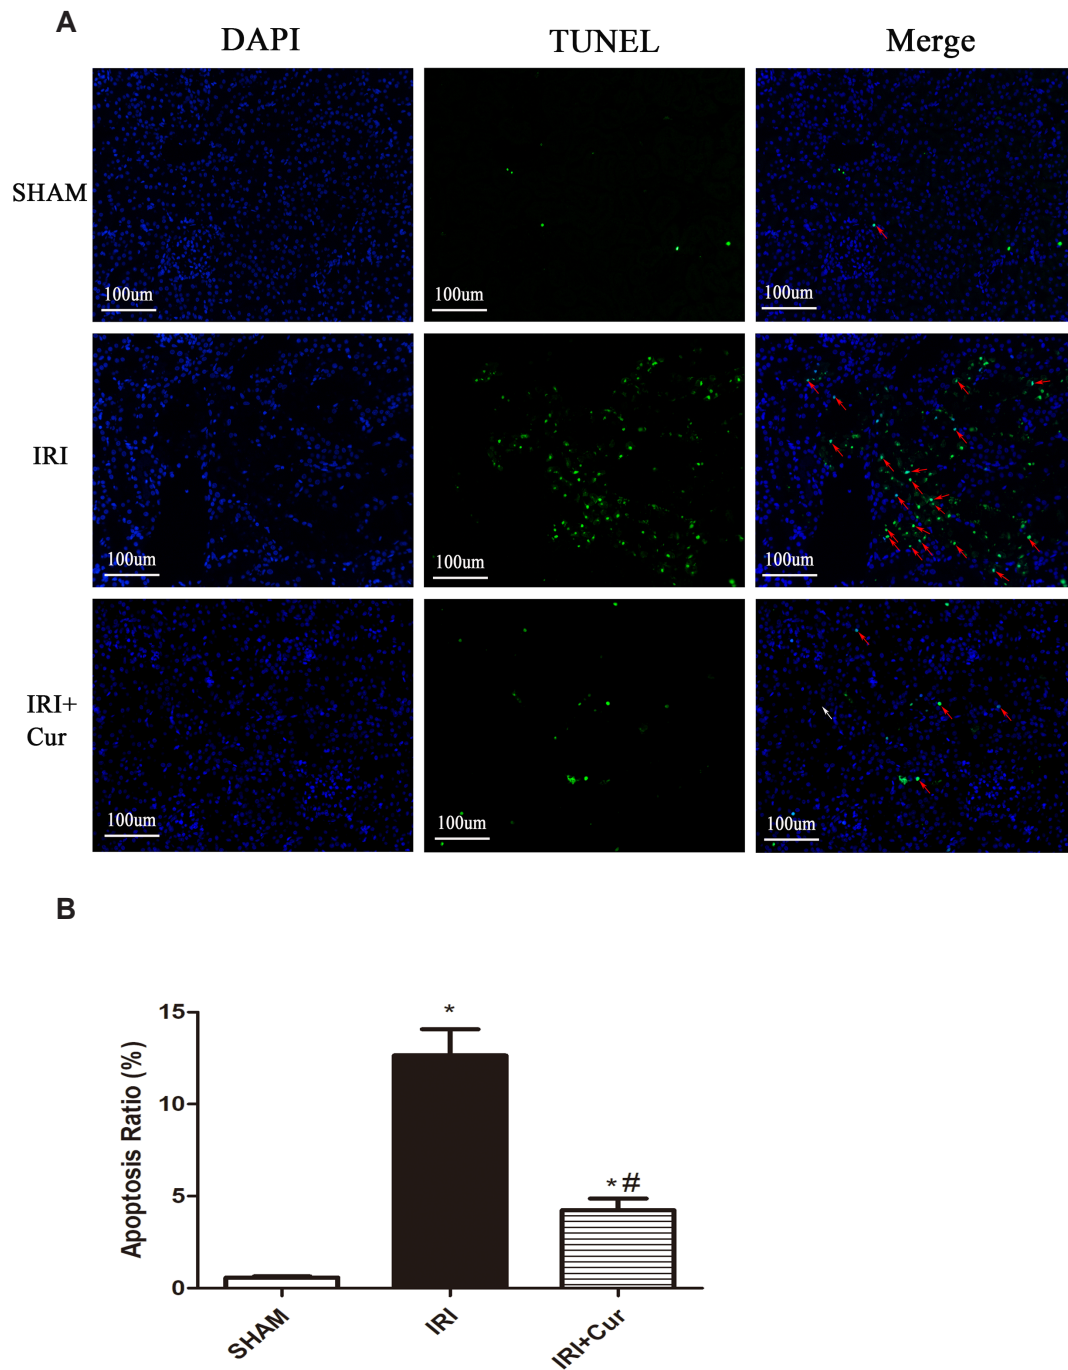 A
DAPI TUNEL Merge
SHAM
100um 100um 100um
IRI
100um 100um 100um
IRI+
Cur
100um 100um 100um
B
Apoptosis Ratio (%)
15
*
10
5
* #
0
SHAM IRI IRI+Cur